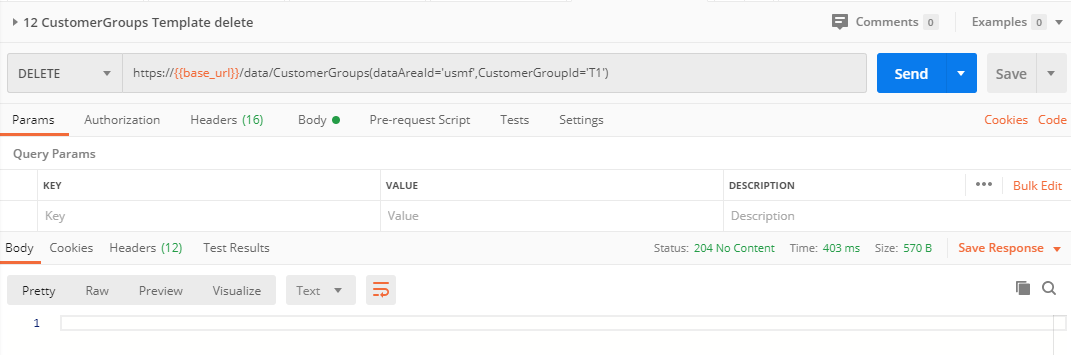 12 CustomerGroups Template delete Comments 0 Examples 0
DELETE https://{{base_url}}/data/CustomerGroups(dataAreaId='usmf',CustomerGroupId='T1') Send Save
Params Authorization Headers (16) Body Pre-request Script Tests Settings Cookies Code
Query Params
KEY VALUE DESCRIPTION ••• Bulk Edit
Key Value Description
Body Cookies Headers (12) Test Results Status: 204 No Content Time: 403 ms Size: 570 B Save Response
Pretty Raw Preview Visualize Text
1